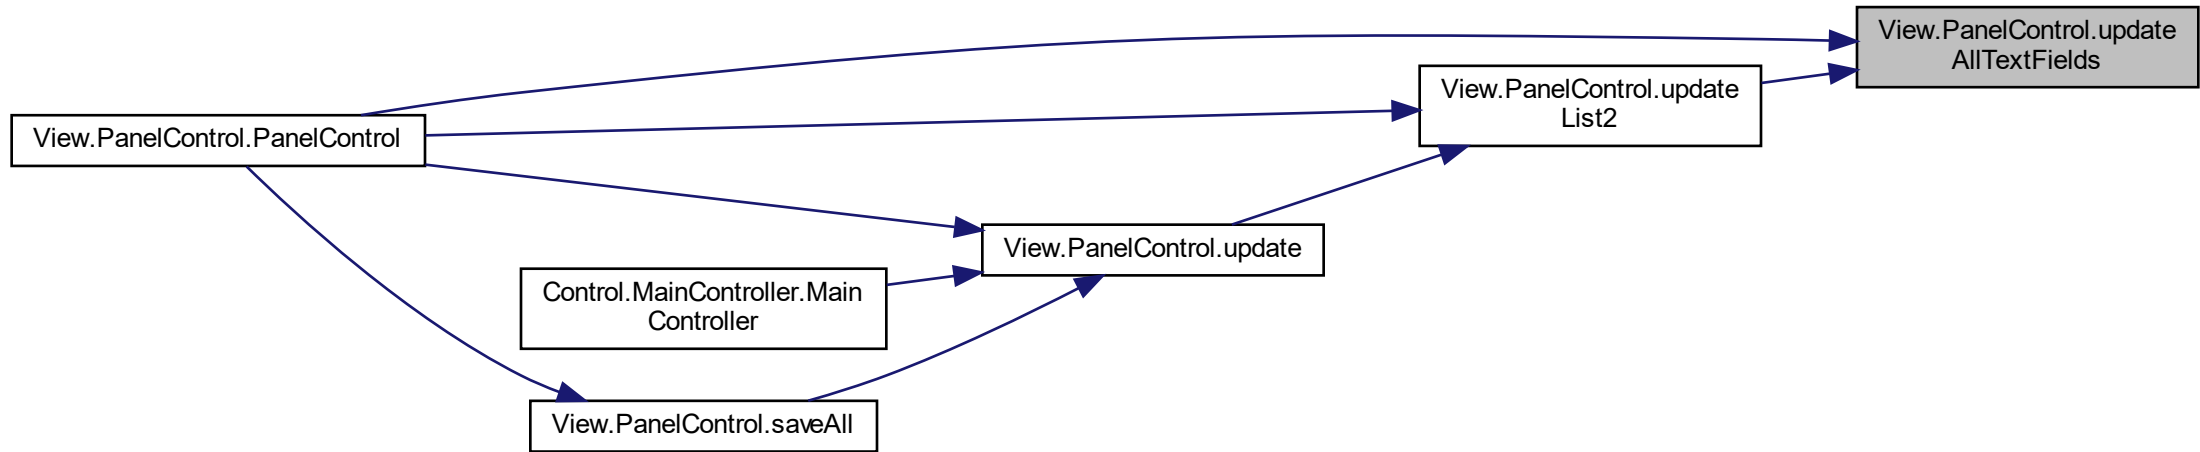 View.PanelControl.update
AllTextFields
View.PanelControl.update
List2
View.PanelControl.PanelControl
View.PanelControl.update
Control.MainController.Main
Controller
View.PanelControl.saveAll